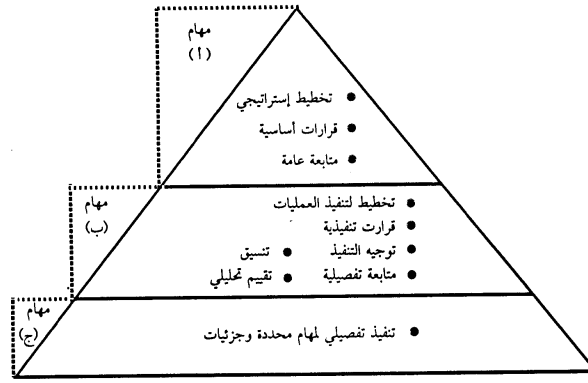 مهام
(أ)
تخطيط إستراتيجي
قرارات أساسية
متابعة عامة
مهام
(ب)
تخطيط لتنفيذ العمليات
قرارت تنفيذية
توجيه التنفيذ
تنسيق
متابعة تفصيلية
تقييم تحليلي
مهام
(ج)
تنفيذ تفصيلي لمهام محددة وجزئيات